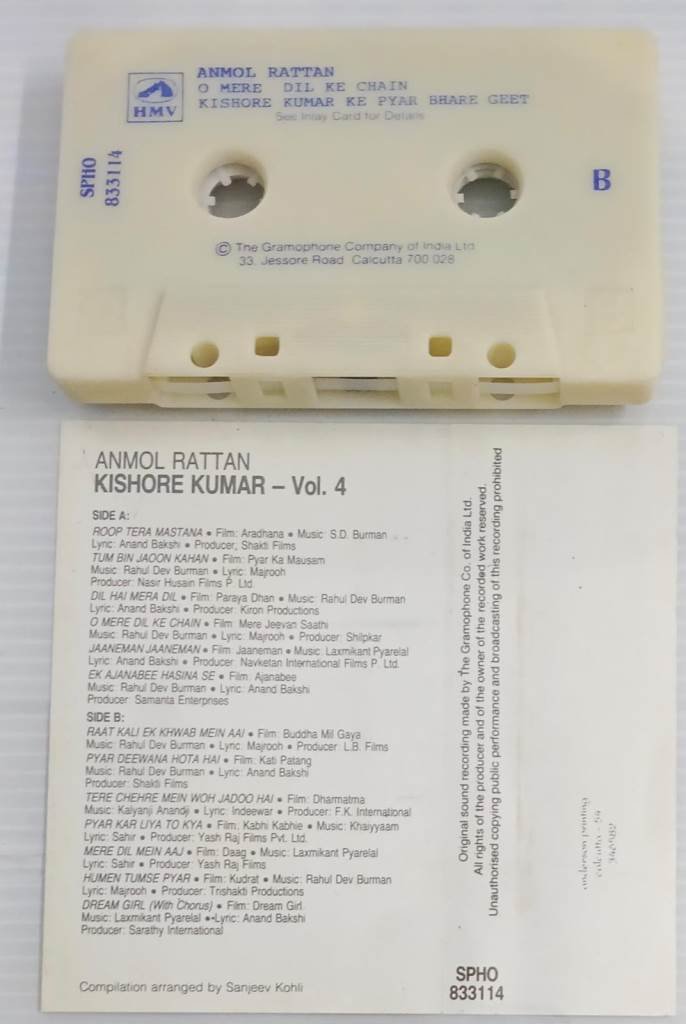 ANMOL RATTAN
O MERE DIL KE CHAIN
KISHORE KUMAR KE PYAR BHARE GEET
See Inlay Card for Details
HMV
SPHO
833114
B
© The Gramophone Company of India Ltd
33, Jessore Road Calcutta 700 028
ANMOL RATTAN
KISHORE KUMAR – Vol. 4
SIDE A:
ROOP TERA MASTANA • Film: Aradhana • Music: S.D. Burman
Lyric: Anand Bakshi • Producer, Shakti Films
TUM BIN JAOON KAHAN • Film: Pyar Ka Mausam
Music: Rahul Dev Burman • Lyric: Majrooh
Producer: Nasir Husain Films P. Ltd.
DIL HAI MERA DIL • Film: Paraya Dhan • Music: Rahul Dev Burman
Lyric: Anand Bakshi • Producer: Kiron Productions
O MERE DIL KE CHAIN • Film: Mere Jeevan Saathi
Music: Rahul Dev Burman • Lyric: Majrooh • Producer: Shilpkar
JAANEMAN JAANEMAN • Film: Jaaneman • Music: Laxmikant Pyarelal
Lyric: Anand Bakshi • Producer: Navketan International Films P. Ltd.
EK AJANABEE HASINA SE • Film: Ajanabee
Music: Rahul Dev Burman • Lyric: Anand Bakshi
Producer: Samanta Enterprises
SIDE B:
RAAT KALI EK KHWAB MEIN AAI • Film: Buddha Mil Gaya
Music: Rahul Dev Burman • Lyric: Majrooh • Producer: L.B. Films
PYAR DEEWANA HOTA HAI • Film: Kati Patang
Music: Rahul Dev Burman • Lyric: Anand Bakshi
Producer: Shakti Films
TERE CHEHRE MEIN WOH JADOO HAI • Film: Dharmatma
Music: Kalyanji Anandji • Lyric: Indeewar • Producer: F.K. International
PYAR KAR LIYA TO KYA • Film: Kabhi Kabhie • Music: Khaiyyaam
Lyric: Sahir • Producer: Yash Raj Films Pvt. Ltd.
MERE DIL MEIN AAJ • Film: Daag • Music: Laxmikant Pyarelal
Lyric: Sahir • Producer: Yash Raj Films
HUMEN TUMSE PYAR • Film: Kudrat • Music: Rahul Dev Burman
Lyric: Majrooh • Producer: Trishakti Productions
DREAM GIRL (With Chorus) • Film: Dream Girl
Music: Laxmikant Pyarelal • Lyric: Anand Bakshi
Producer: Sarathy International
Compilation arranged by Sanjeev Kohli
Original sound recording made by The Gramophone Co. of India Ltd.
All rights of the producer and of the owner of the recorded work reserved.
Unauthorised copying public performance and broadcasting of this recording prohibited
SPHO
833114
anderson printing
calcutta - 54